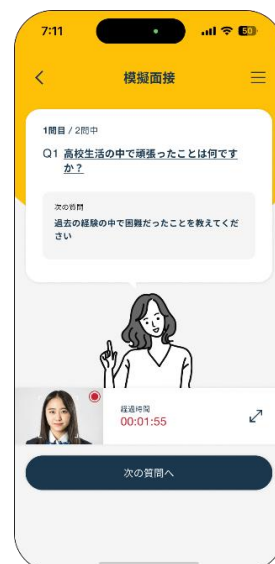 7:11
50
模擬面接
1問目 / 2問中
Q1 高校生活の中で頑張ったことは何です
か？
次の質問
過去の経験の中で困難だったことを教えてくだ
さい
経過時間
00:01:55
次の質問へ